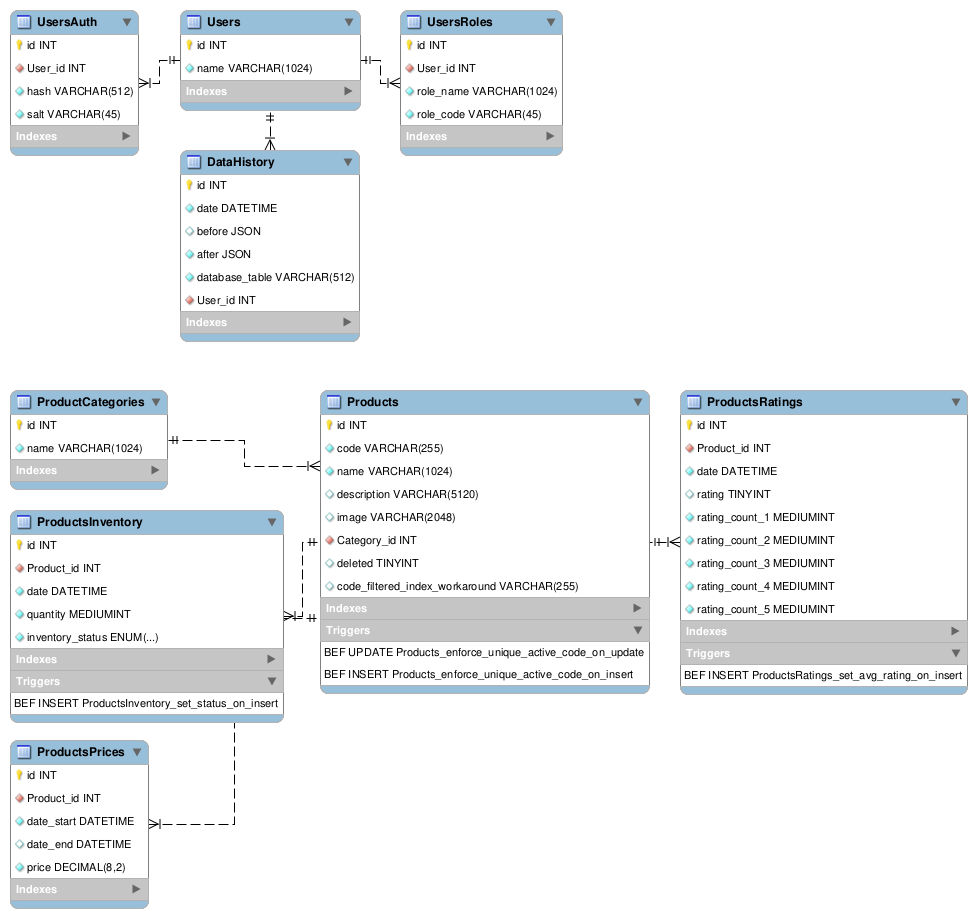 UsersAuth
id INT
User_id INT
hash VARCHAR(512)
salt VARCHAR(45)
Indexes
Users
id INT
name VARCHAR(1024)
Indexes
UsersRoles
id INT
User_id INT
role_name VARCHAR(1024)
role_code VARCHAR(45)
Indexes
DataHistory
id INT
date DATETIME
before JSON
after JSON
database_table VARCHAR(512)
User_id INT
Indexes
ProductCategories
id INT
name VARCHAR(1024)
Indexes
Products
id INT
code VARCHAR(255)
name VARCHAR(1024)
description VARCHAR(5120)
image VARCHAR(2048)
Category_id INT
deleted TINYINT
code_filtered_index_workaround VARCHAR(255)
Indexes
Triggers
BEF UPDATE Products_enforce_unique_active_code_on_update
BEF INSERT Products_enforce_unique_active_code_on_insert
ProductsRatings
id INT
Product_id INT
date DATETIME
rating TINYINT
rating_count_1 MEDIUMINT
rating_count_2 MEDIUMINT
rating_count_3 MEDIUMINT
rating_count_4 MEDIUMINT
rating_count_5 MEDIUMINT
Indexes
Triggers
BEF INSERT ProductsRatings_set_avg_rating_on_insert
ProductsInventory
id INT
Product_id INT
date DATETIME
quantity MEDIUMINT
inventory_status ENUM(...)
Indexes
Triggers
BEF INSERT ProductsInventory_set_status_on_insert
ProductsPrices
id INT
Product_id INT
date_start DATETIME
date_end DATETIME
price DECIMAL(8,2)
Indexes